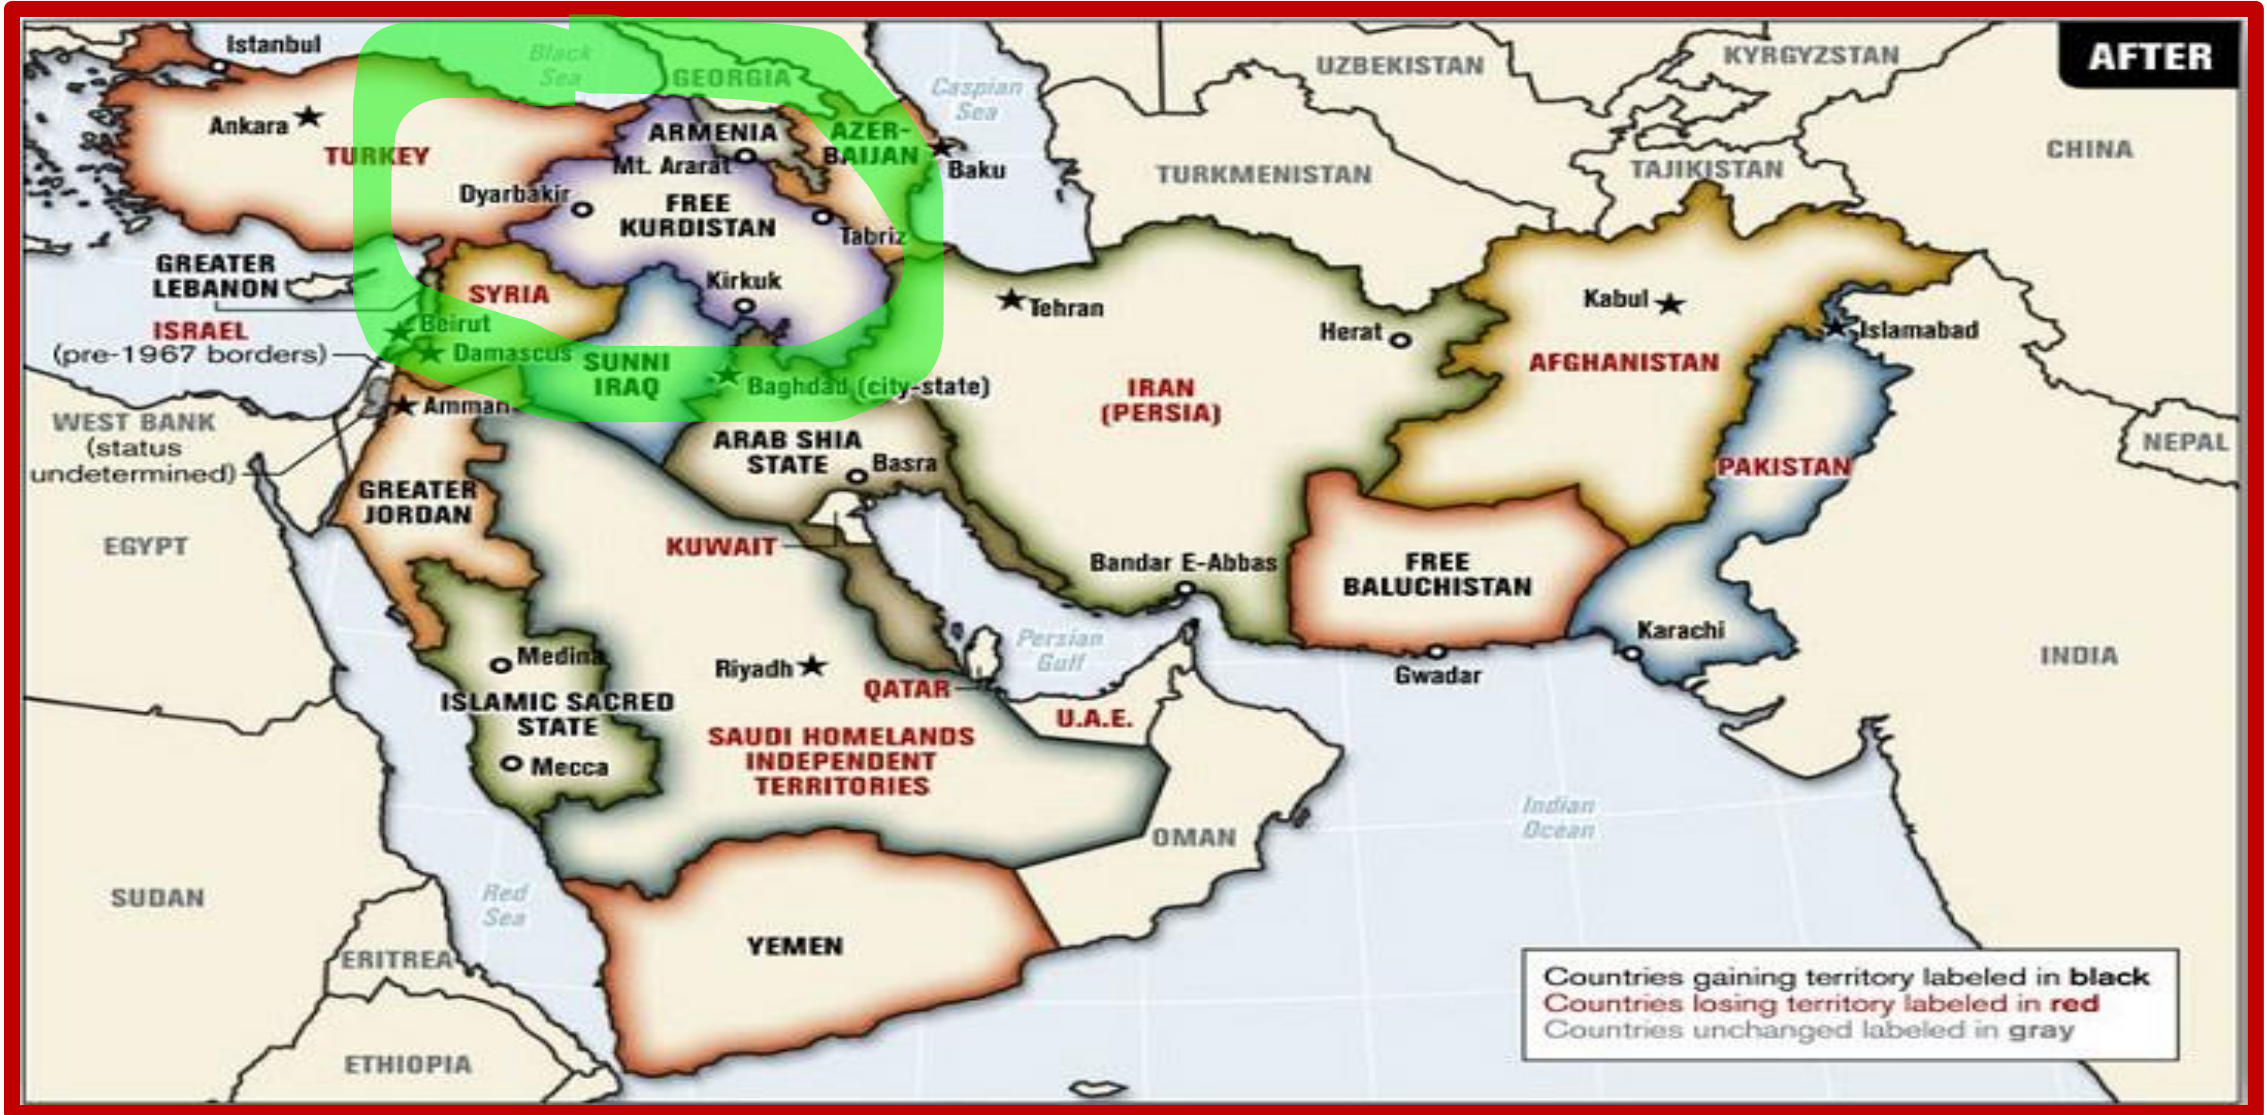 AFTER
Istanbul
Black
Sea
GEORGIA
Caspian
Sea
UZBEKISTAN
KYRGYZSTAN
Ankara
TURKEY
ARMENIA
Mt. Ararat
AZER-
BAIJAN
Baku
TURKMENISTAN
TAJIKISTAN
CHINA
Dyarbakir
FREE
KURDISTAN
Tabriz
GREATER
LEBANON
SYRIA
Kirkuk
Tehran
Herat
Kabul
Islamabad
ISRAEL
(pre-1967 borders)
Beirut
Damascus
SUNNI
IRAQ
Baghdad (city-state)
IRAN
(PERSIA)
AFGHANISTAN
WEST BANK
(status
undetermined)
Amman
ARAB SHIA
STATE
Basra
PAKISTAN
NEPAL
GREATER
JORDAN
EGYPT
KUWAIT
Bandar E-Abbas
FREE
BALUCHISTAN
Karachi
Gwadar
INDIA
Medina
Riyadh
Persian
Gulf
QATAR
U.A.E.
ISLAMIC SACRED
STATE
Mecca
SAUDI HOMELANDS
INDEPENDENT
TERRITORIES
OMAN
Indian
Ocean
SUDAN
Red
Sea
YEMEN
ERITREA
ETHIOPIA
Countries gaining territory labeled in black
Countries losing territory labeled in red
Countries unchanged labeled in gray